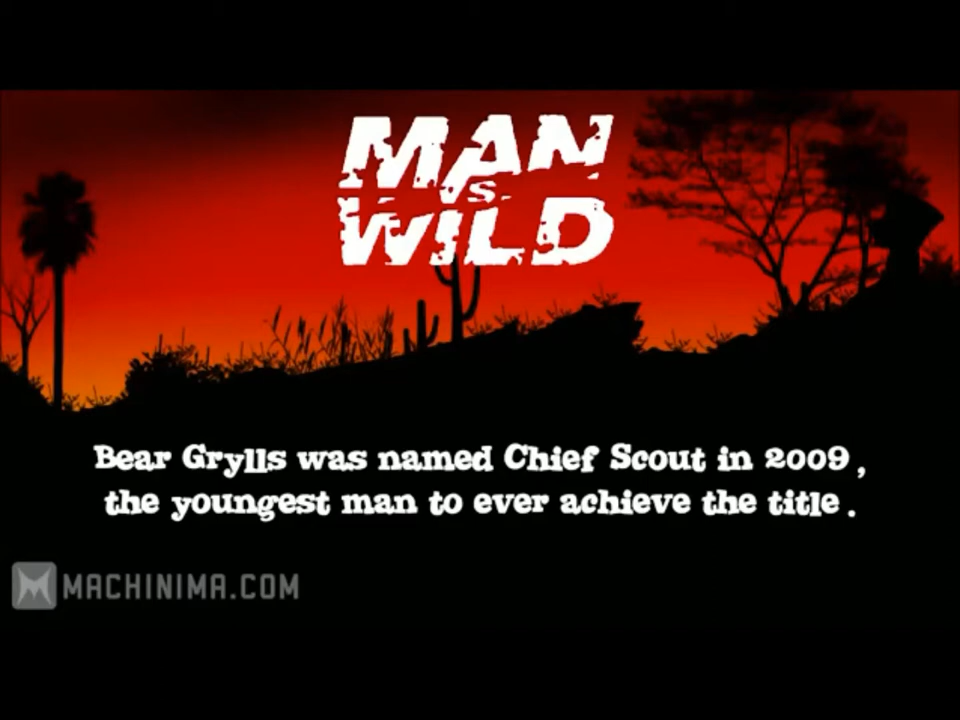 MAN
VS.
WILD
Bear Grylls was named Chief Scout in 2009,
the youngest man to ever achieve the title.
MACHINIMA.COM